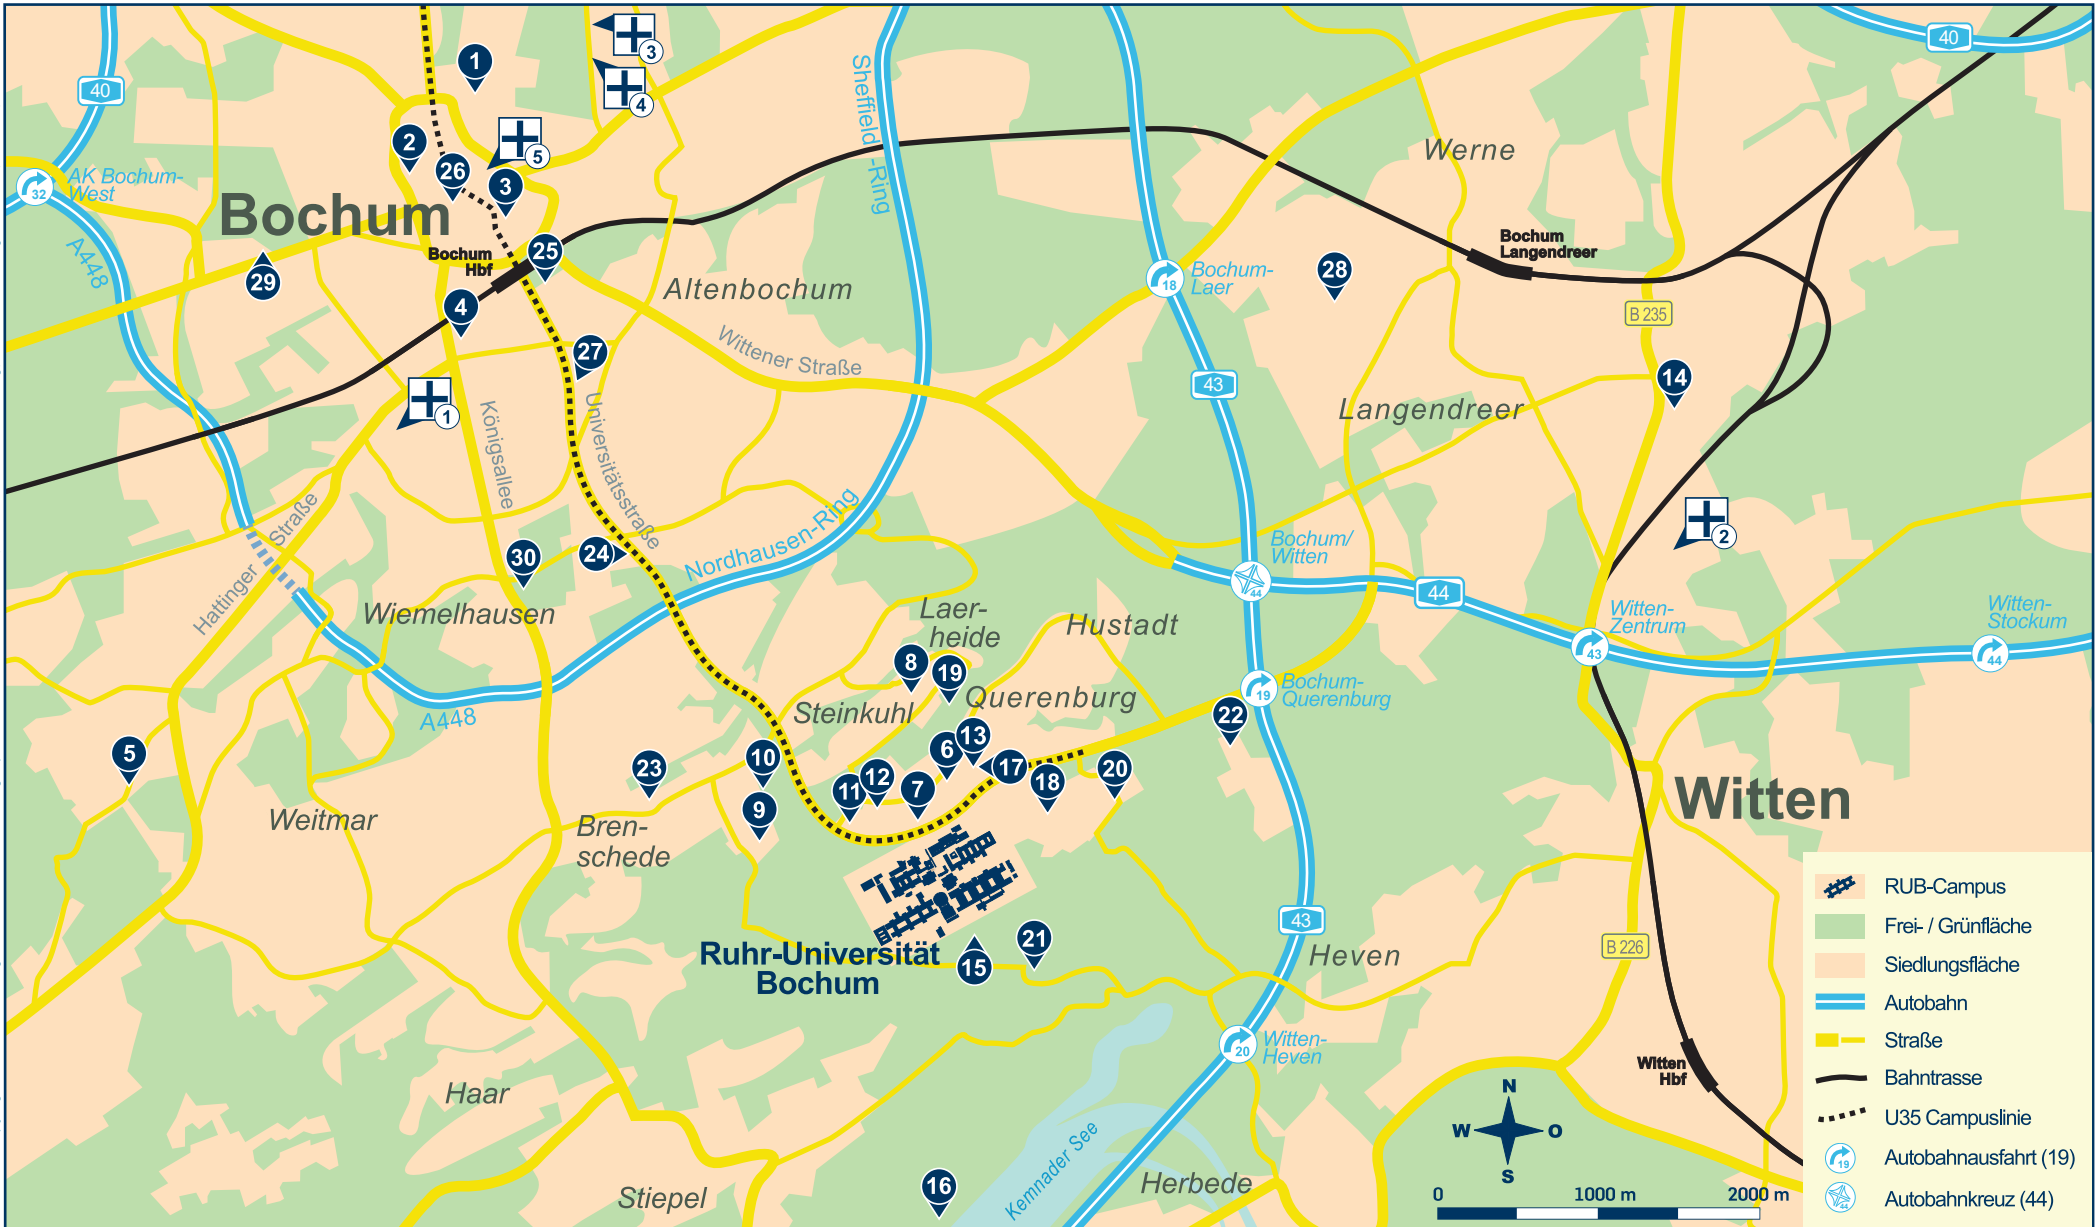 40
1
3
4
40
2
5
26
3
32
AK Bochum-
West
Sheffield-Ring
Werne
Bochum
A448
Bochum
Hbf
25
29
4
Altenbochum
18
Bochum-
Laer
28
Bochum
Langendreer
B 235
27
Wittener Straße
43
14
1
Königsallee
Universitätsstraße
Langendreer
Hattinger Straße
Nordhausen-Ring
2
30
24
Bochum/
Witten
44
44
Wiemelhausen
Laer-
heide
Hustadt
Witten-
Zentrum
43
Witten-
Stockum
44
8
19
Querenburg
19
Bochum-
Querenburg
A448
Steinkuhl
22
5
23
10
6
13
17
18
20
11
12
7
9
Weitmar
Bren-
schede
Witten
Ruhr-Universität
Bochum
15
21
43
Heven
B 226
20
Witten-
Heven
Witten
Hbf
Haar
Stiepel
16
Kemnader See
Herbede
N
W
O
S
0
1000 m
2000 m
RUB-Campus
Frei- / Grünfläche
Siedlungsfläche
Autobahn
Straße
Bahntrasse
U35 Campuslinie
19
Autobahnausfahrt (19)
44
Autobahnkreuz (44)